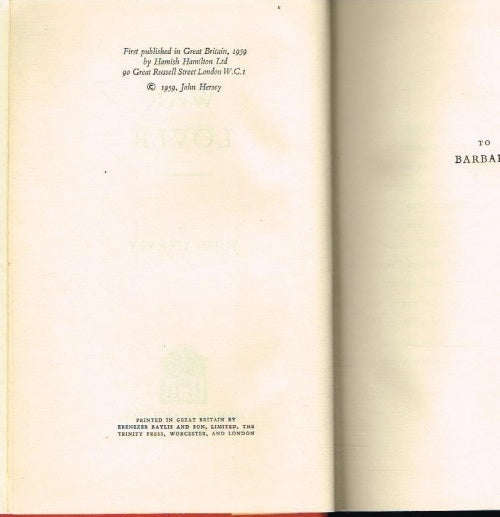 First published in Great Britain, 1959
by Hamish Hamilton Ltd
90 Great Russell Street London W.C.1
© 1959, John Hersey
PRINTED IN GREAT BRITAIN BY
EBENEZER BAYLIS AND SON, LIMITED, THE
TRINITY PRESS, WORCESTER, AND LONDON
TO